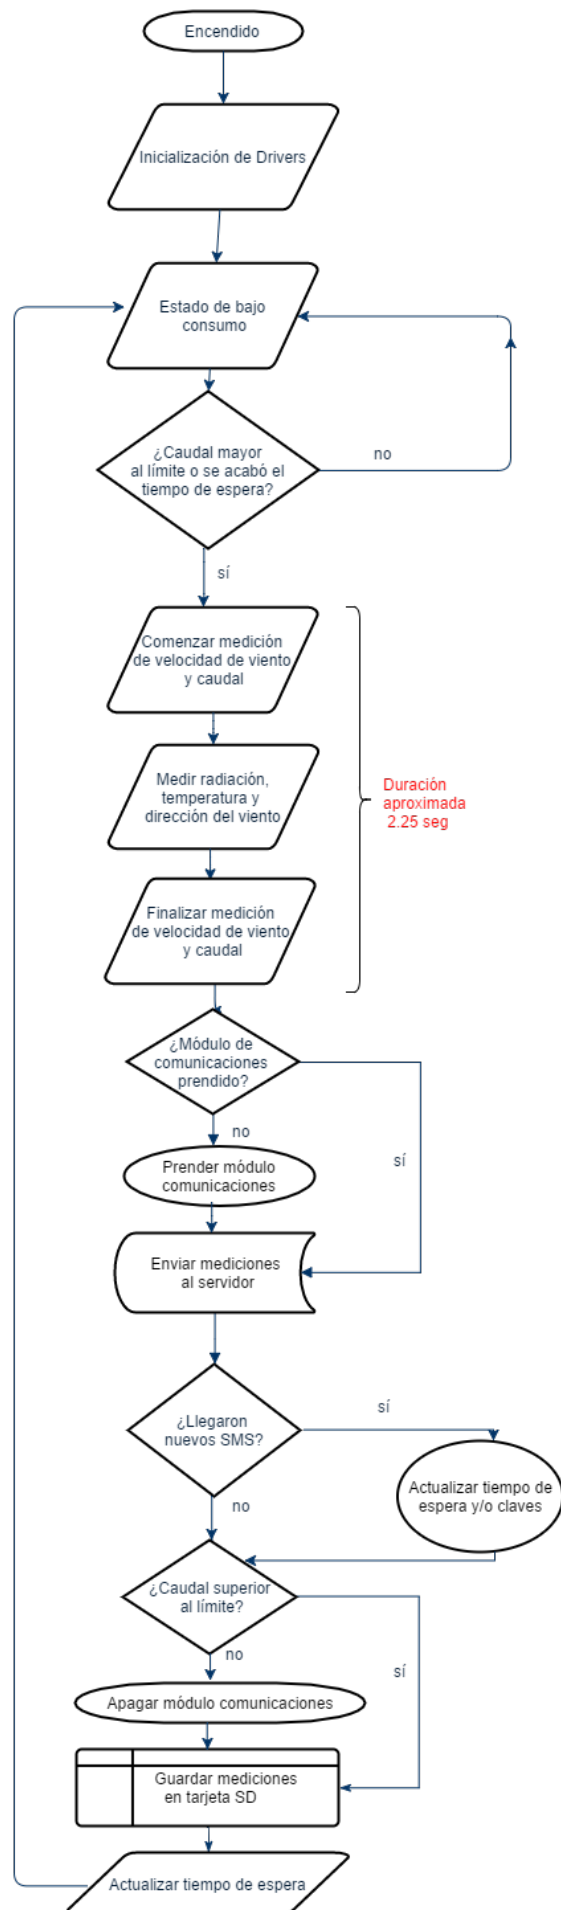 Encendido
Inicialización de Drivers
Estado de bajo
consumo
¿Caudal mayor
al límite o se acabó el
tiempo de espera?
no
sí
Comenzar medición
de velocidad de viento
y caudal
Medir radiación,
temperatura y
dirección del viento
Duración
aproximada
2.25 seg
Finalizar medición
de velocidad de viento
y caudal
¿Módulo de
comunicaciones
prendido?
no
sí
Prender módulo
comunicaciones
Enviar mediciones
al servidor
¿Llegaron
nuevos SMS?
sí
no
Actualizar tiempo de
espera y/o claves
¿Caudal superior
al límite?
no
sí
Apagar módulo comunicaciones
Guardar mediciones
en tarjeta SD
Actualizar tiempo de espera